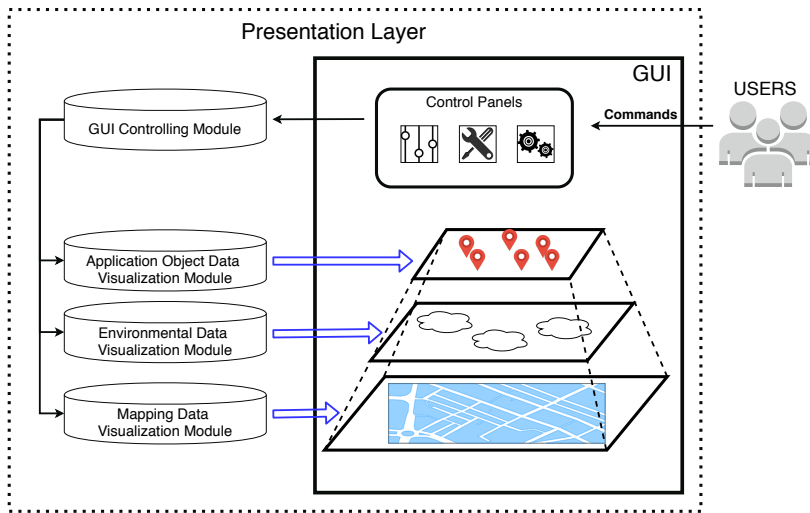 Presentation Layer
GUI
USERS
Control Panels
Commands
GUI Controlling Module
Application Object Data
Visualization Module
Environmental Data
Visualization Module
Mapping Data
Visualization Module